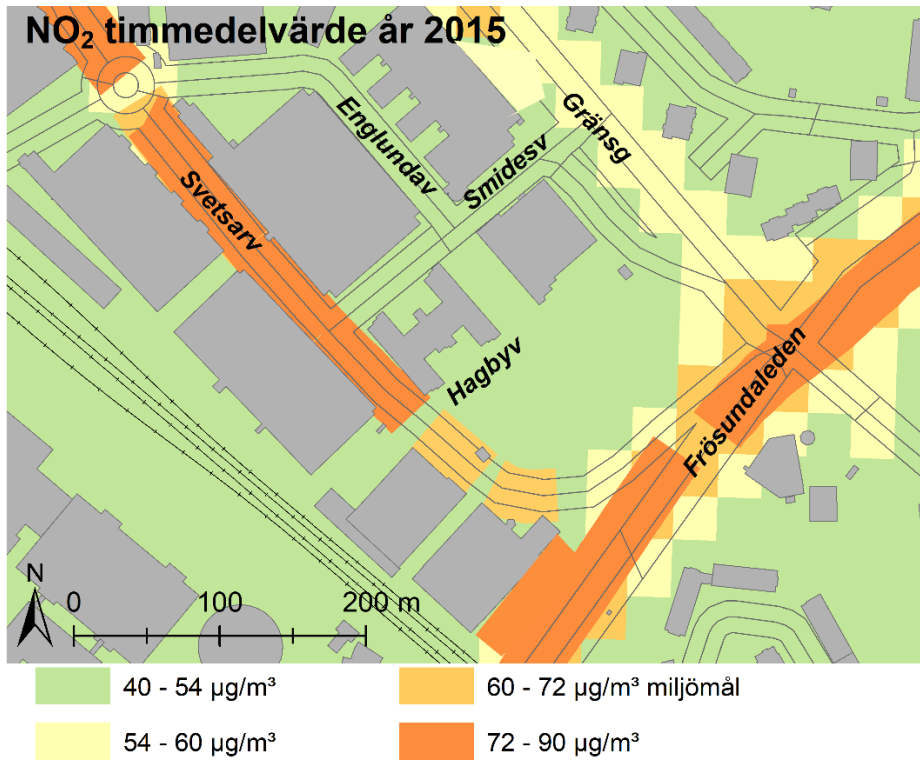 NO₂ timmedelvärde år 2015
Englundav
Smidesv
Gränsg
Svetsarv
Hagbyv
Frösundaleden
N
0 100 200 m
40 - 54 µg/m³
60 - 72 µg/m³ miljömål
54 - 60 µg/m³
72 - 90 µg/m³